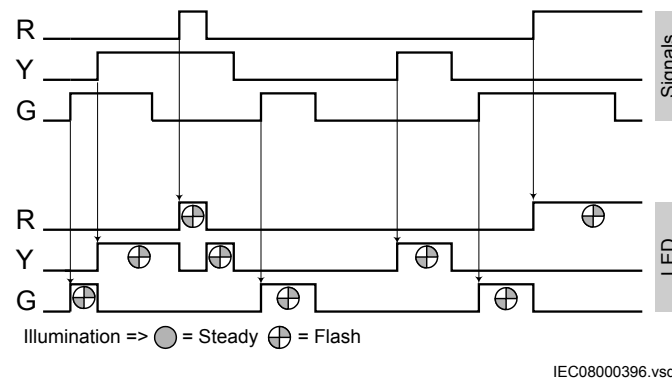 R
Y
G
Signals
R
Y
G
LED
Illumination => = Steady = Flash
IEC08000396.vsd